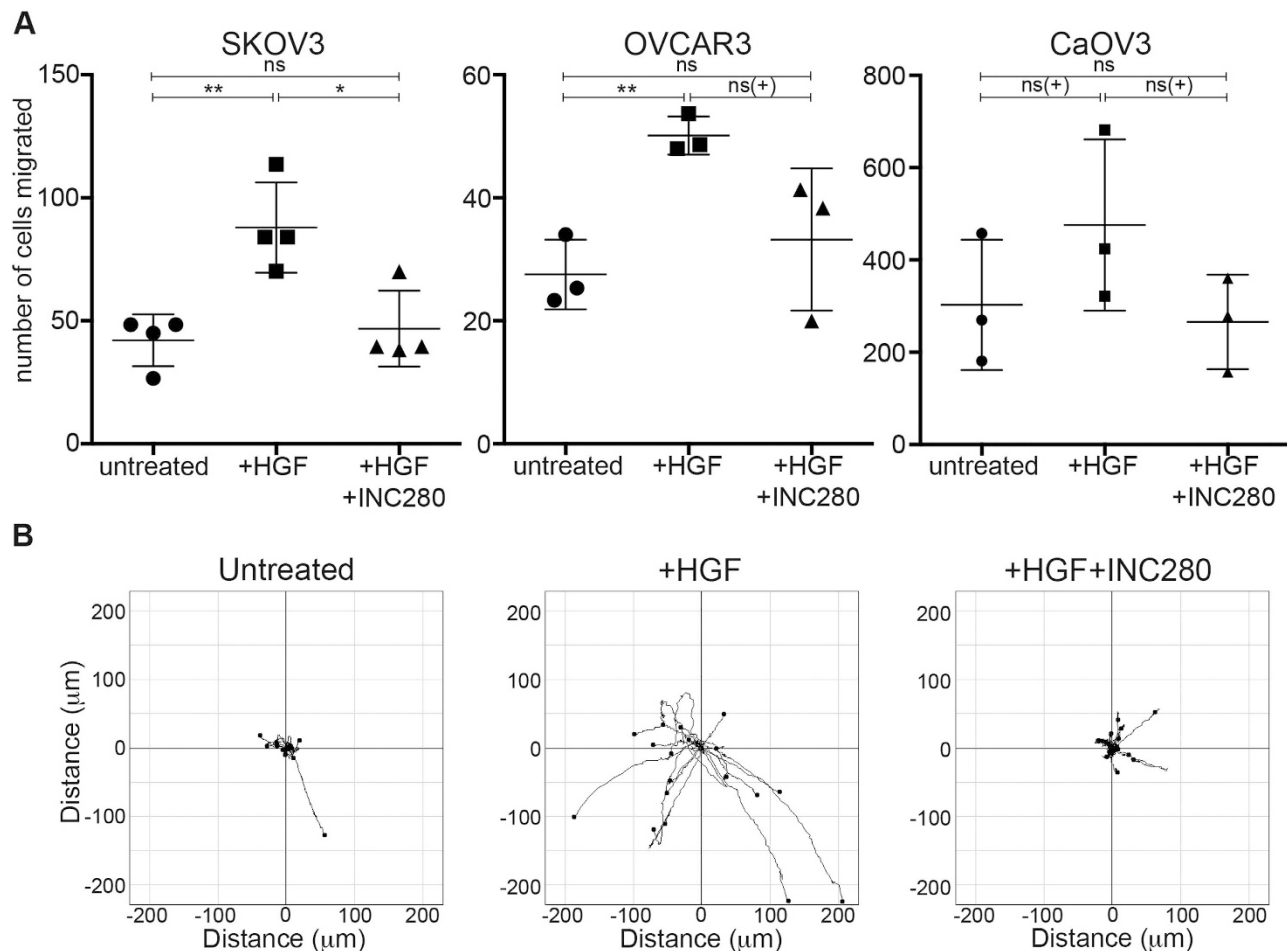 A
SKOV3
OVCAR3
CaOV3
ns
**
*
ns
**
ns(+)
ns
ns(+)
ns(+)
number of cells migrated
150
100
50
0
60
40
20
0
800
600
400
200
0
untreated
+HGF
+HGF
+INC280
untreated
+HGF
+HGF
+INC280
untreated
+HGF
+HGF
+INC280
B
Untreated
+HGF
+HGF+INC280
Distance (μm)
200
100
0
-100
-200
-200
-100
0
100
200
Distance (μm)
200
100
0
-100
-200
-200
-100
0
100
200
Distance (μm)
200
100
0
-100
-200
-200
-100
0
100
200
Distance (μm)